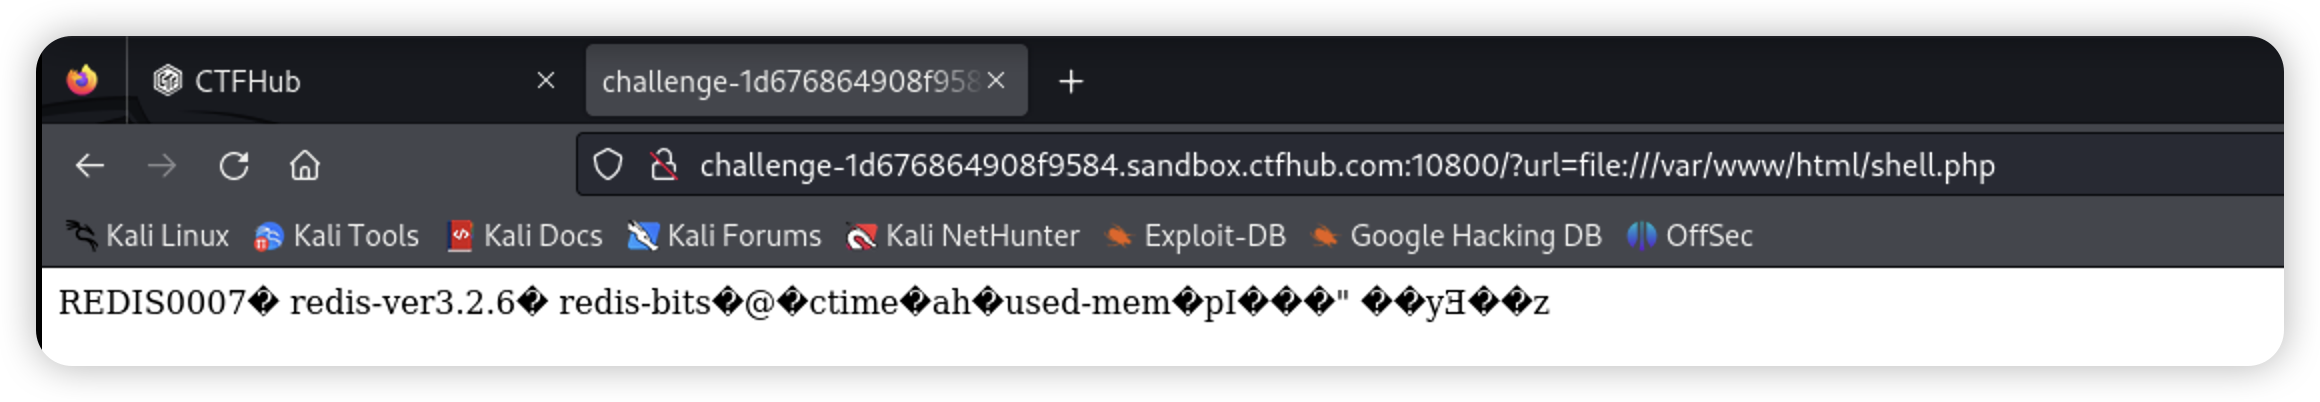 CTFHub
challenge-1d676864908f958
challenge-1d676864908f9584.sandbox.ctfhub.com:10800/?url=file:///var/www/html/shell.php
Kali Linux Kali Tools Kali Docs Kali Forums Kali NetHunter Exploit-DB Google Hacking DB OffSec
REDIS0007� redis-ver3.2.6� redis-bits�@�ctime�ah�used-mem�pI���" ��yƎ��z